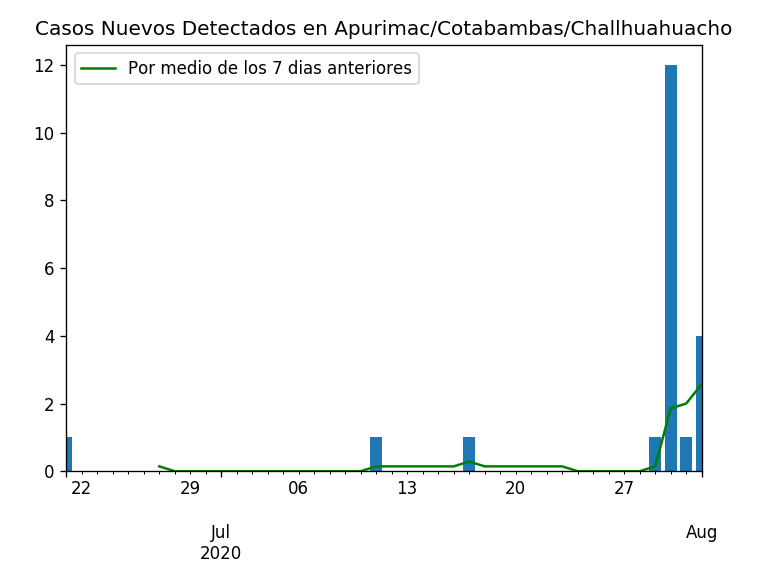 Casos Nuevos Detectados en Apurimac/Cotabambas/Challhuahuacho
Por medio de los 7 dias anteriores
12
10
8
6
4
2
0
22 29 06 13 20 27
Jul Aug
2020